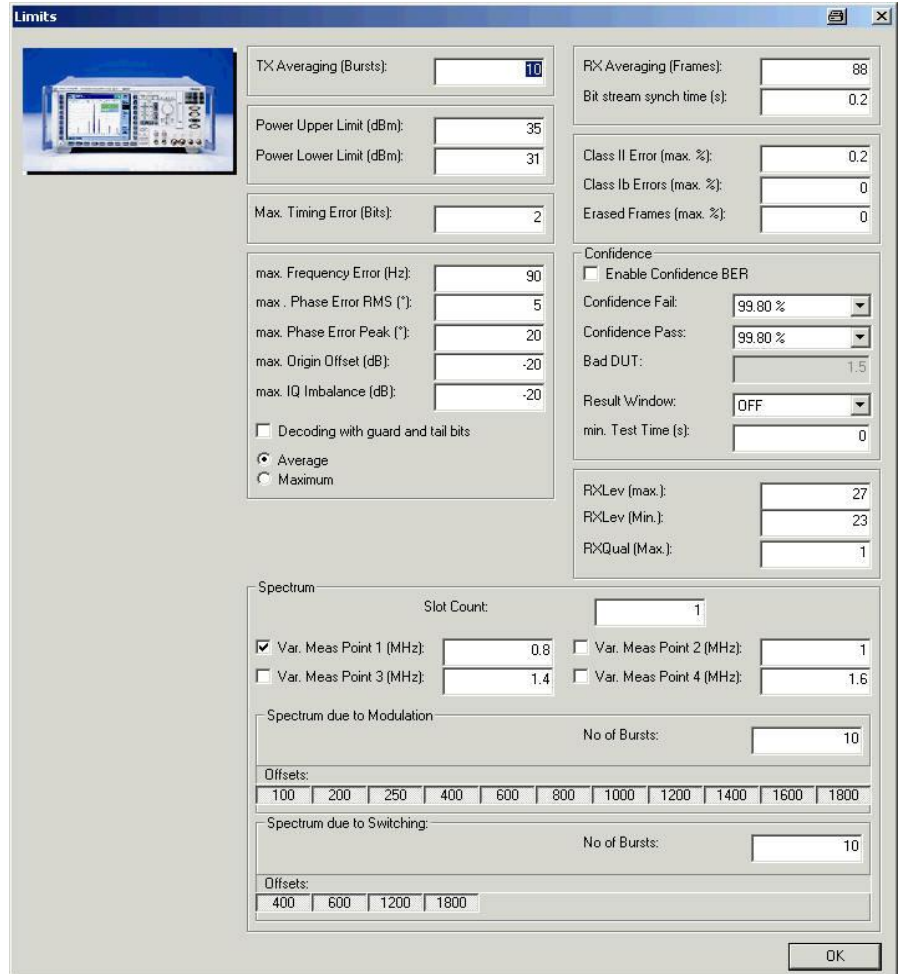 Limits
TX Averaging (Bursts): 10
Power Upper Limit (dBm): 35
Power Lower Limit (dBm): 31
Max. Timing Error (Bits): 2
max. Frequency Error (Hz): 90
max . Phase Error RMS (°): 5
max. Phase Error Peak (°): 20
max. Origin Offset (dB): -20
max. IQ Imbalance (dB): -20
Decoding with guard and tail bits
Average
Maximum
RX Averaging (Frames): 88
Bit stream synch time (s): 0.2
Class II Error (max. %): 0.2
Class Ib Errors (max. %): 0
Erased Frames (max. %): 0
Confidence
Enable Confidence BER
Confidence Fail: 99.80 %
Confidence Pass: 99.80 %
Bad DUT: 1.5
Result Window: OFF
min. Test Time (s): 0
RXLev (max.): 27
RXLev (Min.): 23
RXQual (Max.): 1
Spectrum
Slot Count: 1
Var. Meas Point 1 (MHz): 0.8 Var. Meas Point 2 (MHz): 1
Var. Meas Point 3 (MHz): 1.4 Var. Meas Point 4 (MHz): 1.6
Spectrum due to Modulation
No of Bursts: 10
Offsets:
100 200 250 400 600 800 1000 1200 1400 1600 1800
Spectrum due to Switching:
No of Bursts: 10
Offsets:
400 600 1200 1800
OK